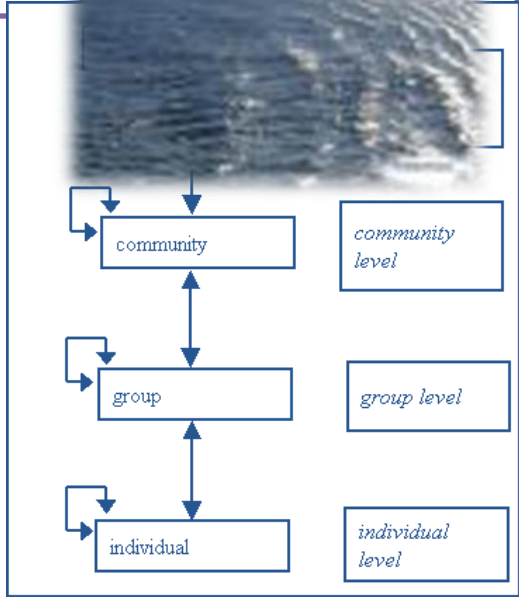 community
community
level
group
group level
individual
individual
level